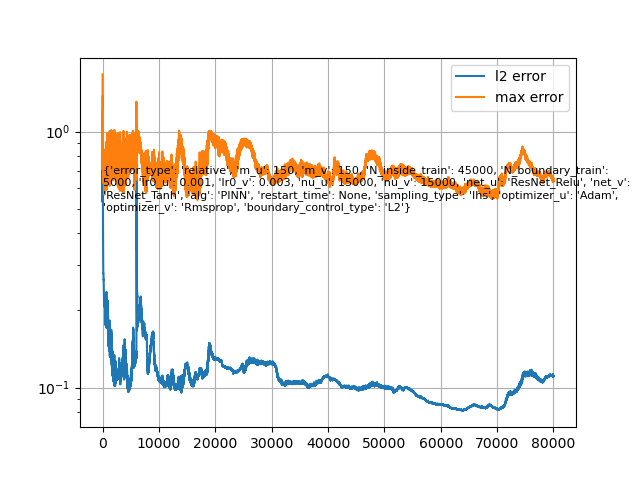 l2 error
max error
10⁰
{'error_type': 'relative', 'm_u': 150, 'm_v': 150, 'N_inside_train': 45000, 'N_boundary_train':
5000, 'lr0_u': 0.001, 'lr0_v': 0.003, 'nu_u': 15000, 'nu_v': 15000, 'net_u': 'ResNet_Relu', 'net_v':
'ResNet_Tanh', 'alg': 'PINN', 'restart_time': None, 'sampling_type': 'lhs', 'optimizer_u': 'Adam',
'optimizer_v': 'Rmsprop', 'boundary_control_type': 'L2'}
10⁻¹
0 10000 20000 30000 40000 50000 60000 70000 80000